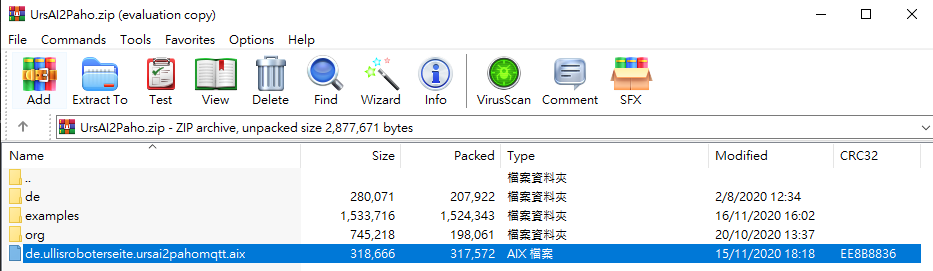 UrsAI2Paho.zip (evaluation copy)
File Commands Tools Favorites Options Help
Add Extract To Test View Delete Find Wizard Info VirusScan Comment SFX
UrsAI2Paho.zip - ZIP archive, unpacked size 2,877,671 bytes
Name Size Packed Type Modified CRC32
.. 檔案資料夾
de 280,071 207,922 檔案資料夾 2/8/2020 12:34
examples 1,533,716 1,524,343 檔案資料夾 16/11/2020 16:02
org 745,218 198,061 檔案資料夾 20/10/2020 13:37
de.ullisroboterseite.ursai2pahomqtt.aix 318,666 317,572 AIX 檔案 15/11/2020 18:18 EE8B8836